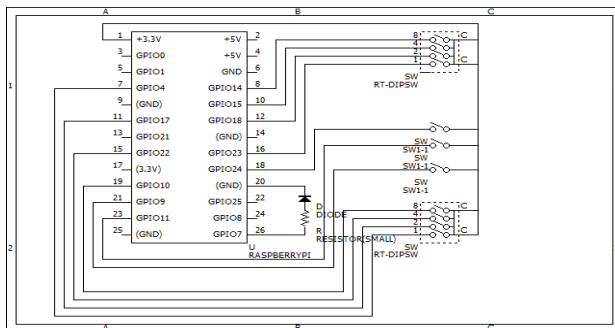 A B C
1 +3.3V +5V 2
3 GPIO0 +5V 4
5 GPIO1 GND 6
7 GPIO4 GPIO14 8
9 (GND) GPIO15 10
11 GPIO17 GPIO18 12
13 GPIO21 (GND) 14
15 GPIO22 GPIO23 16
17 (3.3V) GPIO24 18
19 GPIO10 (GND) 20
21 GPIO9 GPIO25 22
23 GPIO11 GPIO8 24
25 (GND) GPIO7 26
U
RASPBERRYPI
D
DIODE
R
RESISTOR(SMALL)
8 C
4
2
1 C
SW
RT-DIPSW
SW
SW1-1
SW
SW1-1
SW
SW1-1
8 C
4
2
1 C
SW
RT-DIPSW
1
2
A B C